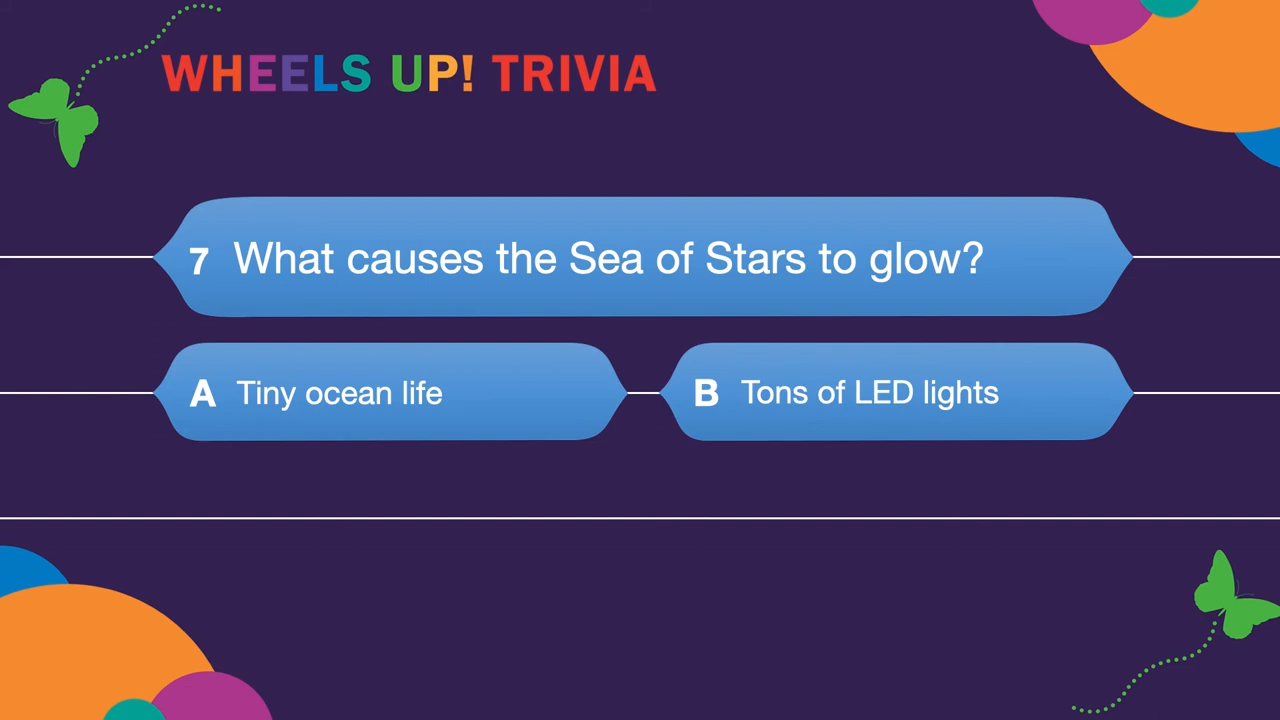 WHEELS UP! TRIVIA
7 What causes the Sea of Stars to glow?
A Tiny ocean life
B Tons of LED lights